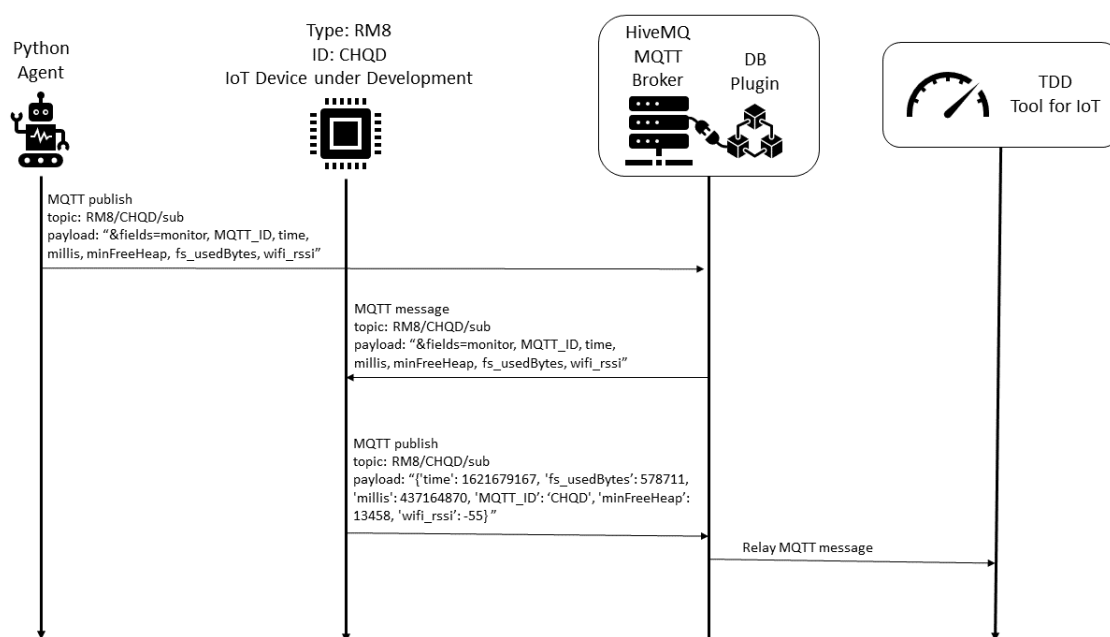 Python
Agent
Type: RM8
ID: CHQD
IoT Device under Development
HiveMQ
MQTT
Broker
DB
Plugin
TDD
Tool for IoT
MQTT publish
topic: RM8/CHQD/sub
payload: “&fields=monitor, MQTT_ID, time,
millis, minFreeHeap, fs_usedBytes, wifi_rssi”
MQTT message
topic: RM8/CHQD/sub
payload: “&fields=monitor, MQTT_ID, time,
millis, minFreeHeap, fs_usedBytes, wifi_rssi”
MQTT publish
topic: RM8/CHQD/sub
payload: “{'time': 1621679167, 'fs_usedBytes’: 578711,
'millis': 437164870, 'MQTT_ID’: ‘CHQD', 'minFreeHeap’:
13458, 'wifi_rssi’: -55} ”
Relay MQTT message